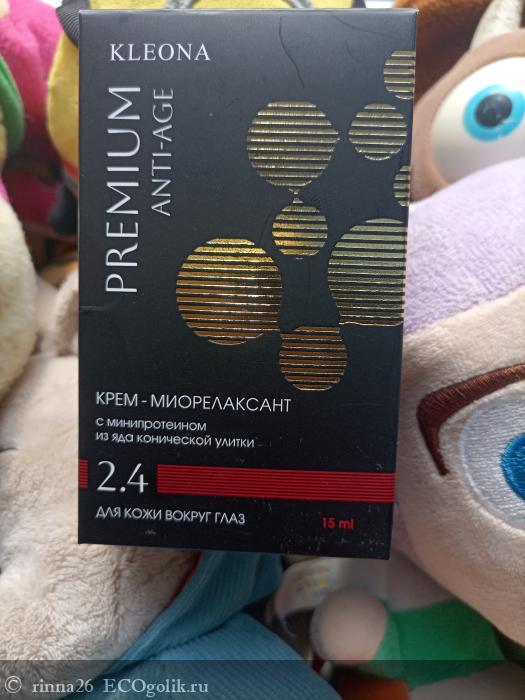 KLEONA
PREMIUM
ANTI-AGE
КРЕМ - МИОРЕЛАКСАНТ
с минипротеином
из яда конической улитки
2.4
ДЛЯ КОЖИ ВОКРУГ ГЛАЗ
15 ml
rinna26 ECOgolik.ru